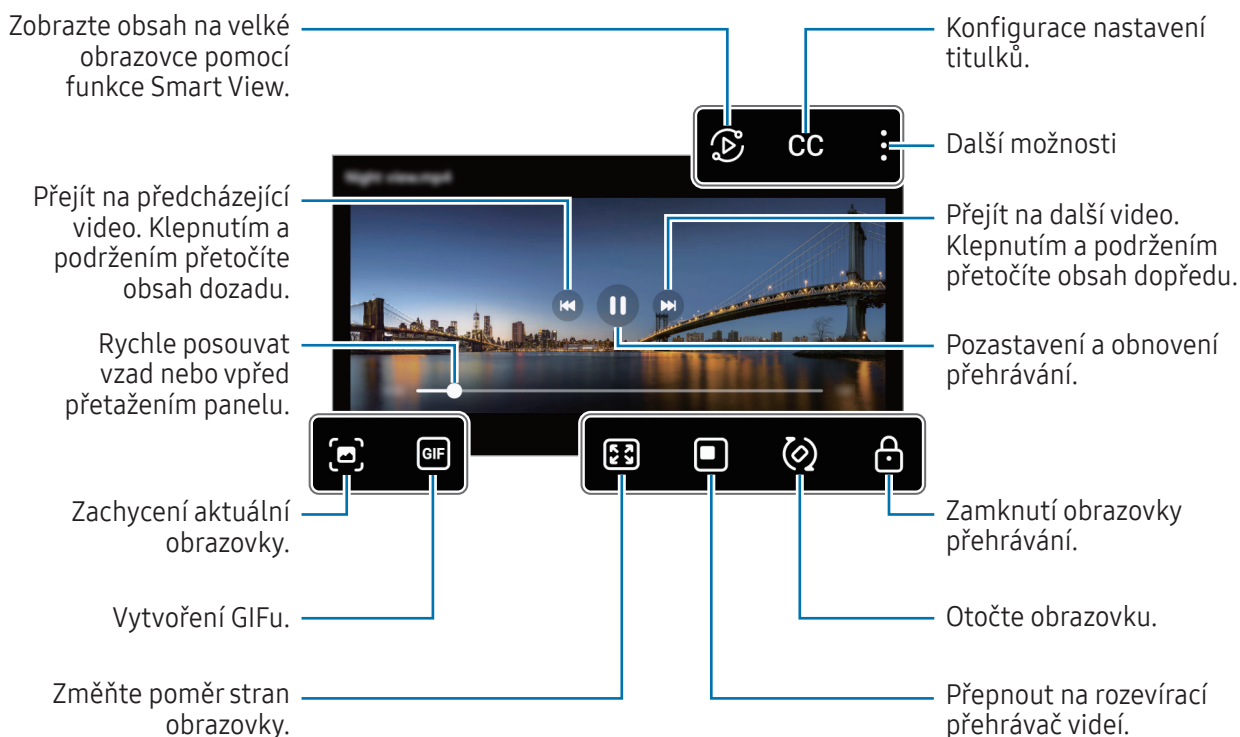 Zobrazte obsah na velké
obrazovce pomocí
funkce Smart View.
Konfigurace nastavení
titulků.
CC
Další možnosti
Night view.mp4
Přejít na předcházející
video. Klepnutím a
podržením přetočíte
obsah dozadu.
Přejít na další video.
Klepnutím a podržením
přetočíte obsah dopředu.
Rychle posouvat
vzad nebo vpřed
přetažením panelu.
Pozastavení a obnovení
přehrávání.
GIF
Zachycení aktuální
obrazovky.
Zamknutí obrazovky
přehrávání.
Vytvoření GIFu.
Otočte obrazovku.
Změňte poměr stran
obrazovky.
Přepnout na rozevírací
přehrávač videí.